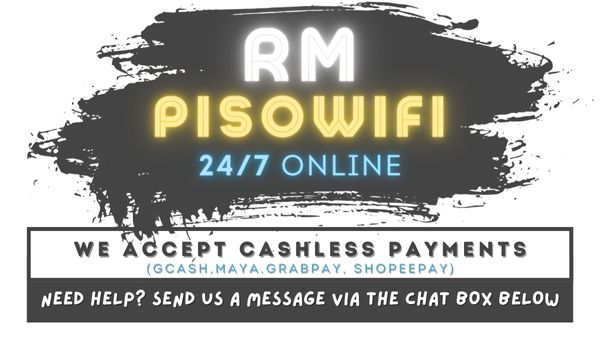 RM
PISOWIFI
24/7 ONLINE
WE ACCEPT CASHLESS PAYMENTS
(GCASH,MAYA.GRABPAY, SHOPEEPAY)
NEED HELP? SEND US A MESSAGE VIA THE CHAT BOX BELOW